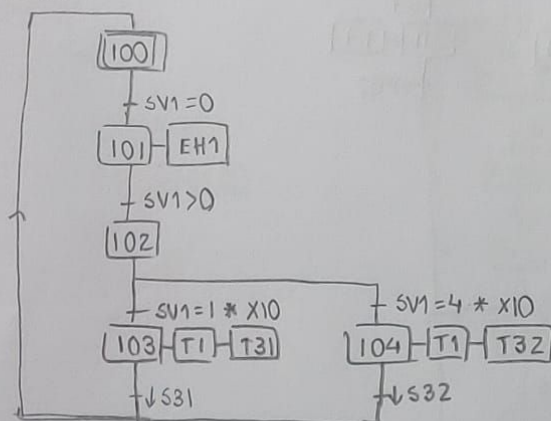 100
SV1=0
101 EH1
SV1>0
102
SV1=1 * X10 SV1=4 * X10
103 T1 T31 104 T1 T32
↓S31 ↓S32